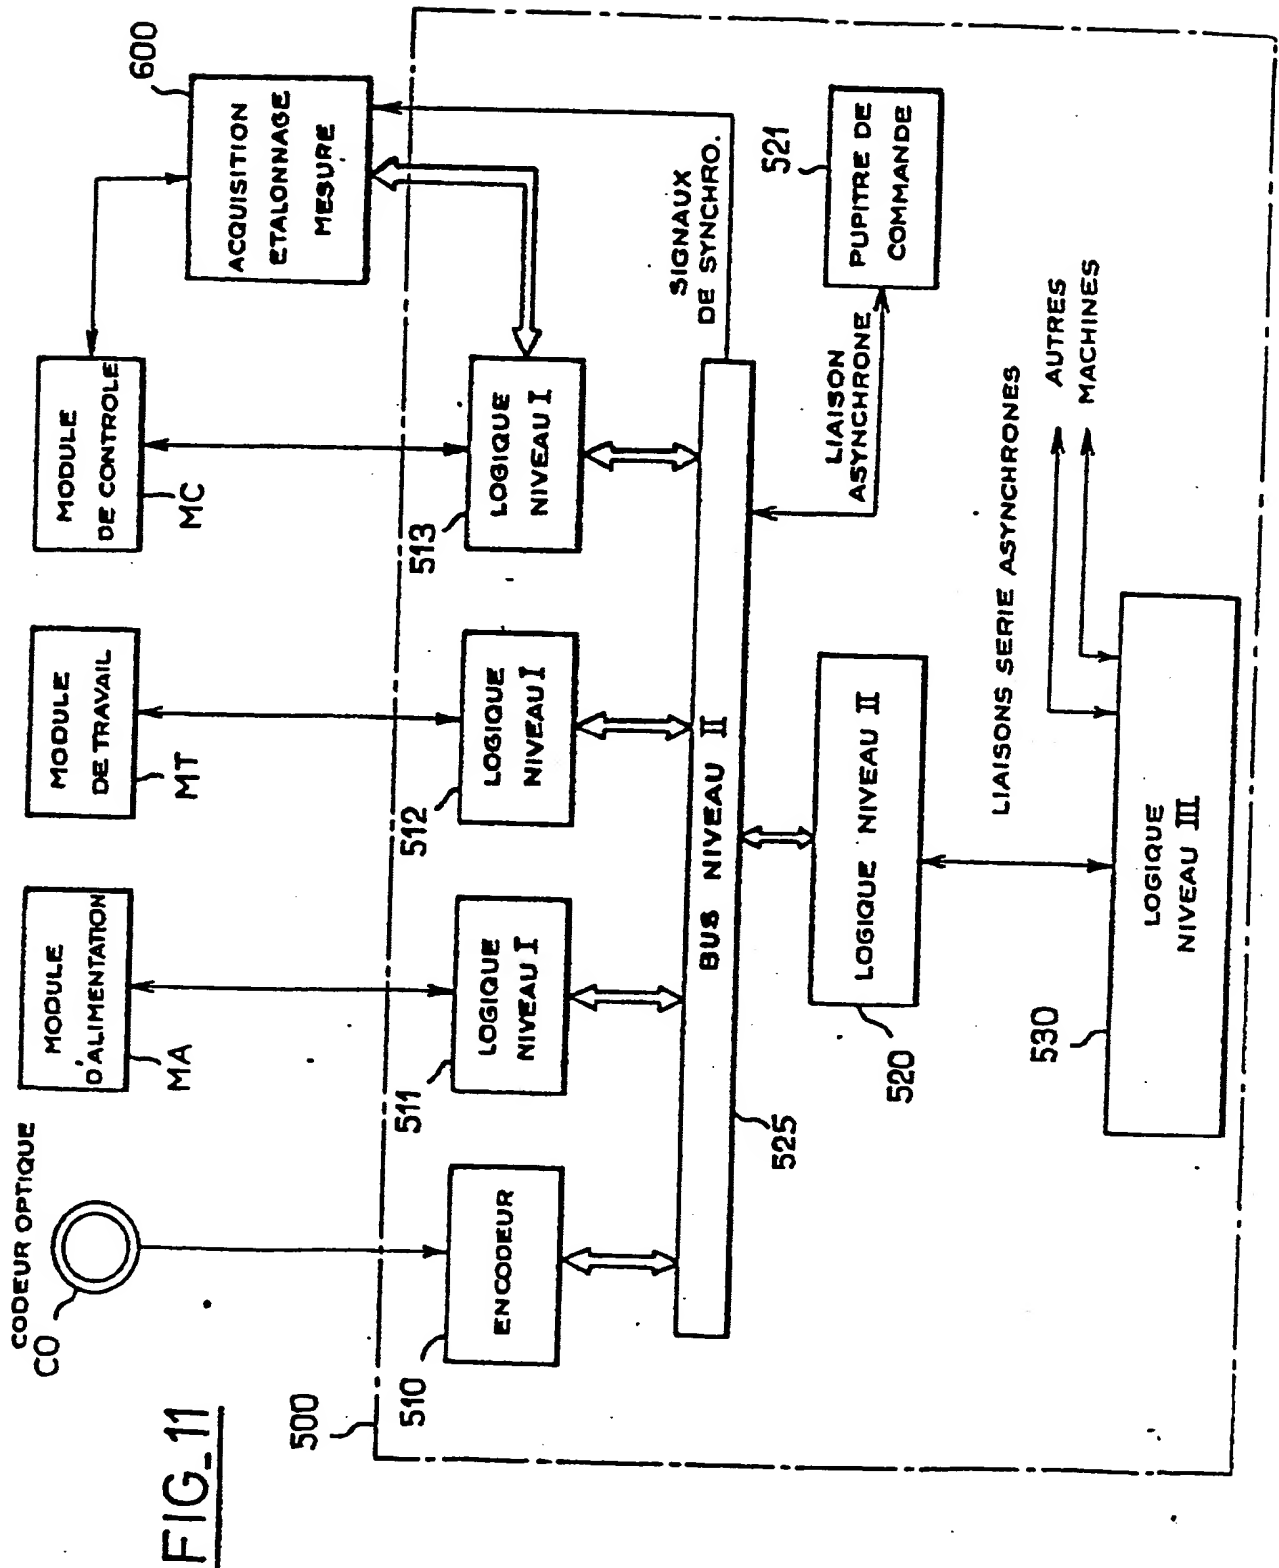 CODEUR OPTIQUE
CO
MODULE
D'ALIMENTATION
MA
MODULE
DE TRAVAIL
MT
MODULE
DE CONTROLE
MC
600
ACQUISITION
ETALONNAGE
MESURE
500
510
ENCODEUR
511
LOGIQUE
NIVEAU I
512
LOGIQUE
NIVEAU I
513
LOGIQUE
NIVEAU I
SIGNAUX
DE SYNCHRO.
BUS NIVEAU II
525
LIAISON
ASYNCHRONE
521
PUPITRE DE
COMMANDE
LOGIQUE NIVEAU II
520
LIAISONS SERIE ASYNCHRONES
AUTRES
MACHINES
530
LOGIQUE
NIVEAU III
FIG_11